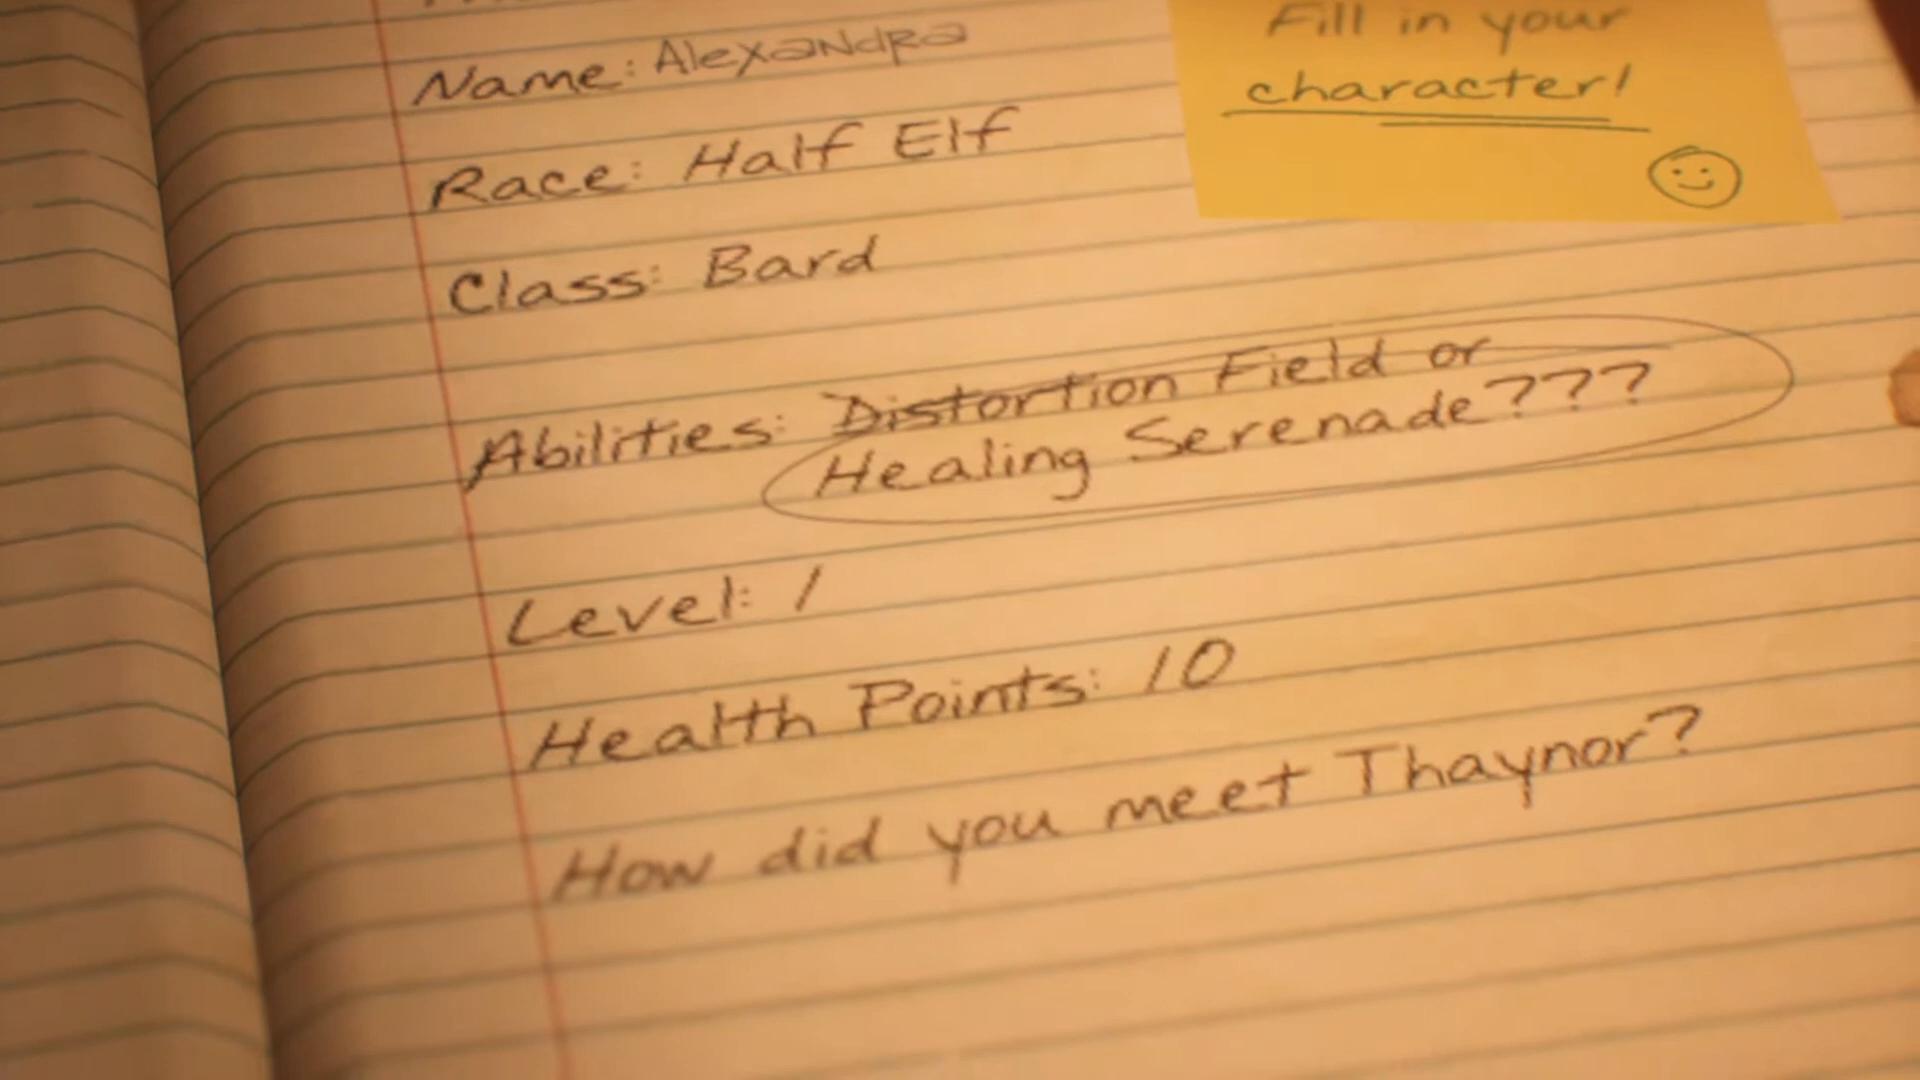 Name: Alexandra
Race: Half Elf
Class: Bard
Abilities: Distortion Field or
Healing Serenade???
Level: 1
Health Points: 10
How did you meet Thaynor?
Fill in your
character!